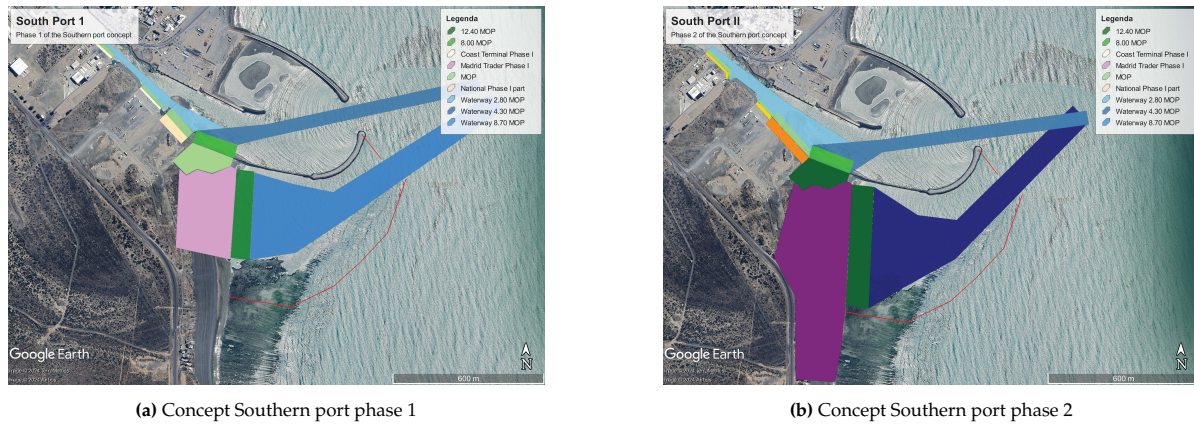 South Port 1
Phase 1 of the Southern port concept
Legenda
12.40 MOP
8.00 MOP
Coast Terminal Phase I
Madrid Trader Phase I
MOP
National Phase I part
Waterway 2.80 MOP
Waterway 4.30 MOP
Waterway 8.70 MOP
Google Earth
N
600 m
(a) Concept Southern port phase 1
South Port II
Phase 2 of the Southern port concept
Legenda
12.40 MOP
8.00 MOP
Coast Terminal Phase I
Madrid Trader Phase I
MOP
National Phase I part
Waterway 2.80 MOP
Waterway 4.30 MOP
Waterway 8.70 MOP
Google Earth
N
600 m
(b) Concept Southern port phase 2